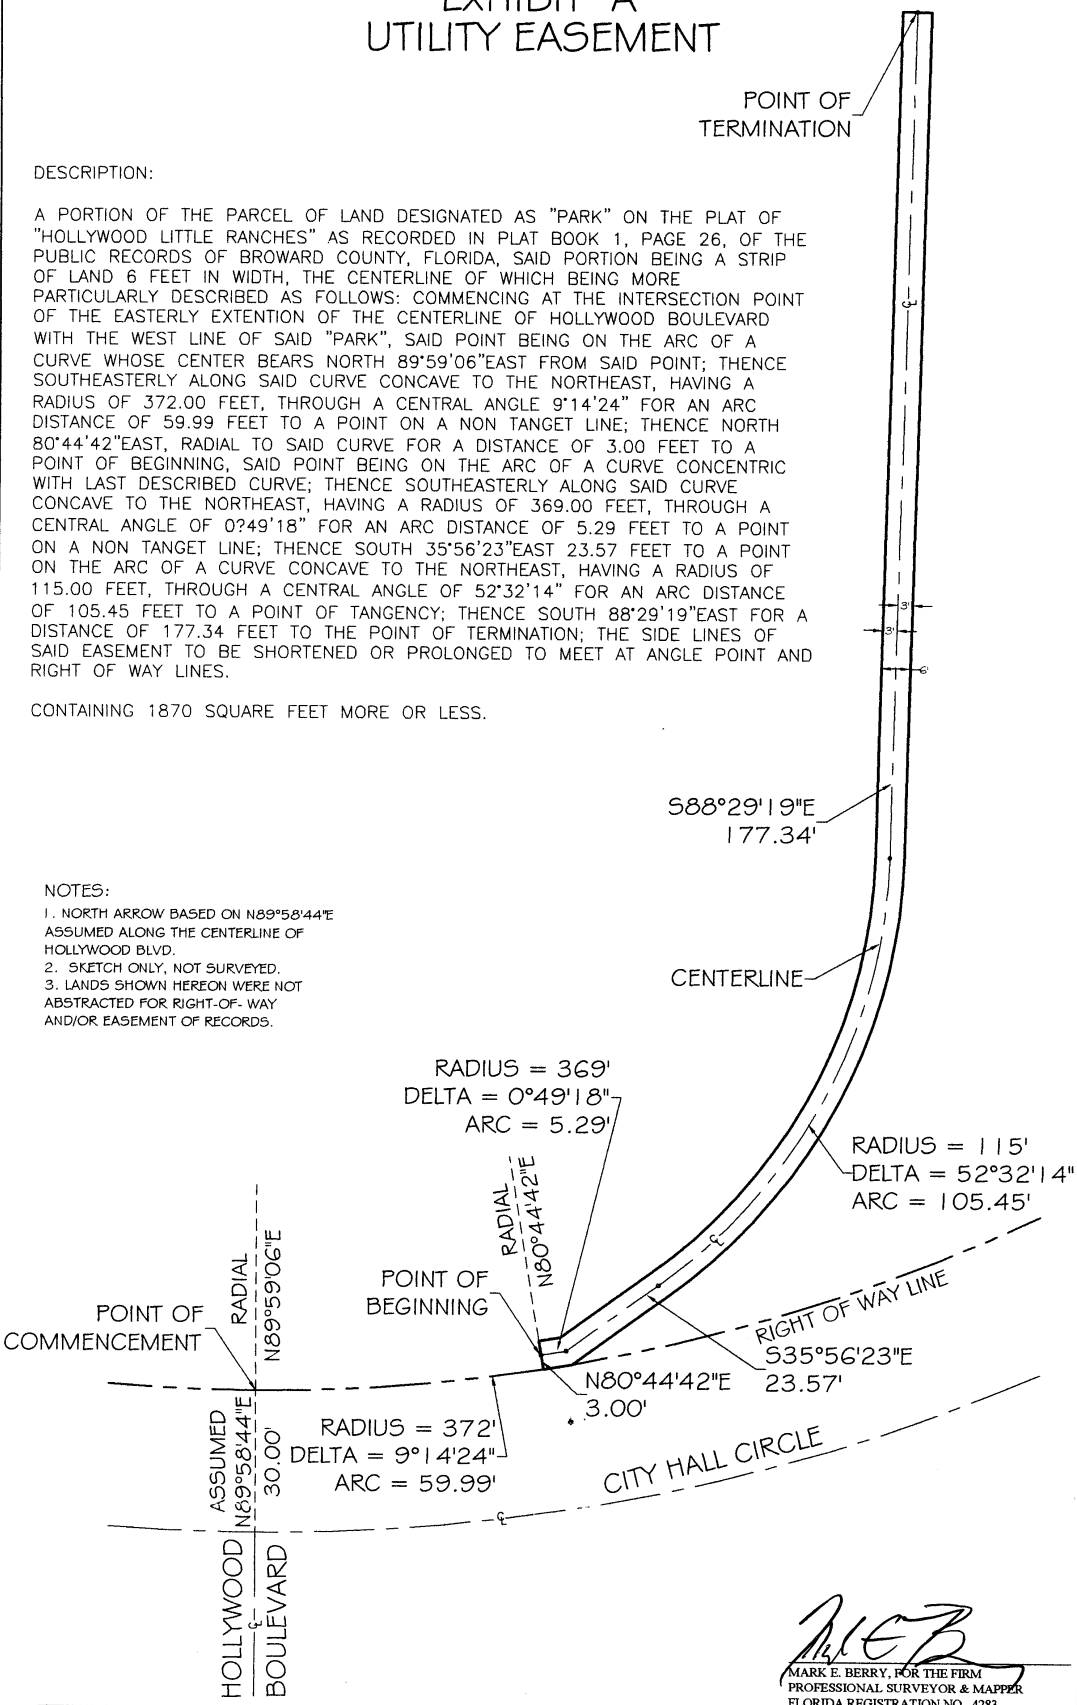 EXHIBIT "A"
UTILITY EASEMENT
POINT OF
TERMINATION
DESCRIPTION:
A PORTION OF THE PARCEL OF LAND DESIGNATED AS "PARK" ON THE PLAT OF
"HOLLYWOOD LITTLE RANCHES" AS RECORDED IN PLAT BOOK 1, PAGE 26, OF THE
PUBLIC RECORDS OF BROWARD COUNTY, FLORIDA, SAID PORTION BEING A STRIP
OF LAND 6 FEET IN WIDTH, THE CENTERLINE OF WHICH BEING MORE
PARTICULARLY DESCRIBED AS FOLLOWS: COMMENCING AT THE INTERSECTION POINT
OF THE EASTERLY EXTENTION OF THE CENTERLINE OF HOLLYWOOD BOULEVARD
WITH THE WEST LINE OF SAID "PARK", SAID POINT BEING ON THE ARC OF A
CURVE WHOSE CENTER BEARS NORTH 89°59'06"EAST FROM SAID POINT; THENCE
SOUTHEASTERLY ALONG SAID CURVE CONCAVE TO THE NORTHEAST, HAVING A
RADIUS OF 372.00 FEET, THROUGH A CENTRAL ANGLE 9°14'24" FOR AN ARC
DISTANCE OF 59.99 FEET TO A POINT ON A NON TANGET LINE; THENCE NORTH
80°44'42"EAST, RADIAL TO SAID CURVE FOR A DISTANCE OF 3.00 FEET TO A
POINT OF BEGINNING, SAID POINT BEING ON THE ARC OF A CURVE CONCENTRIC
WITH LAST DESCRIBED CURVE; THENCE SOUTHEASTERLY ALONG SAID CURVE
CONCAVE TO THE NORTHEAST, HAVING A RADIUS OF 369.00 FEET, THROUGH A
CENTRAL ANGLE OF 0?49'18" FOR AN ARC DISTANCE OF 5.29 FEET TO A POINT
ON A NON TANGET LINE; THENCE SOUTH 35°56'23"EAST 23.57 FEET TO A POINT
ON THE ARC OF A CURVE CONCAVE TO THE NORTHEAST, HAVING A RADIUS OF
115.00 FEET, THROUGH A CENTRAL ANGLE OF 52°32'14" FOR AN ARC DISTANCE
OF 105.45 FEET TO A POINT OF TANGENCY; THENCE SOUTH 88°29'19"EAST FOR A
DISTANCE OF 177.34 FEET TO THE POINT OF TERMINATION; THE SIDE LINES OF
SAID EASEMENT TO BE SHORTENED OR PROLONGED TO MEET AT ANGLE POINT AND
RIGHT OF WAY LINES.
CONTAINING 1870 SQUARE FEET MORE OR LESS.
3'
3'
6'
S88°29'19"E
177.34'
NOTES:
1. NORTH ARROW BASED ON N89°58'44"E
ASSUMED ALONG THE CENTERLINE OF
HOLLYWOOD BLVD.
2. SKETCH ONLY, NOT SURVEYED.
3. LANDS SHOWN HEREON WERE NOT
ABSTRACTED FOR RIGHT-OF- WAY
AND/OR EASEMENT OF RECORDS.
CENTERLINE
RADIUS = 369'
DELTA = 0°49'18"
ARC = 5.29'
RADIUS = 115'
DELTA = 52°32'14"
ARC = 105.45'
RADIAL
N80°44'42"E
RADIAL
N89°59'06"E
POINT OF
BEGINNING
POINT OF
COMMENCEMENT
RIGHT OF WAY LINE
S35°56'23"E
23.57'
N80°44'42"E
3.00'
RADIUS = 372'
DELTA = 9°14'24"
ARC = 59.99'
ASSUMED
N89°58'44"E
30.00'
CITY HALL CIRCLE
HOLLYWOOD
BOULEVARD
MARK E. BERRY, FOR THE FIRM
PROFESSIONAL SURVEYOR & MAPPER
FLORIDA REGISTRATION NO. 4283